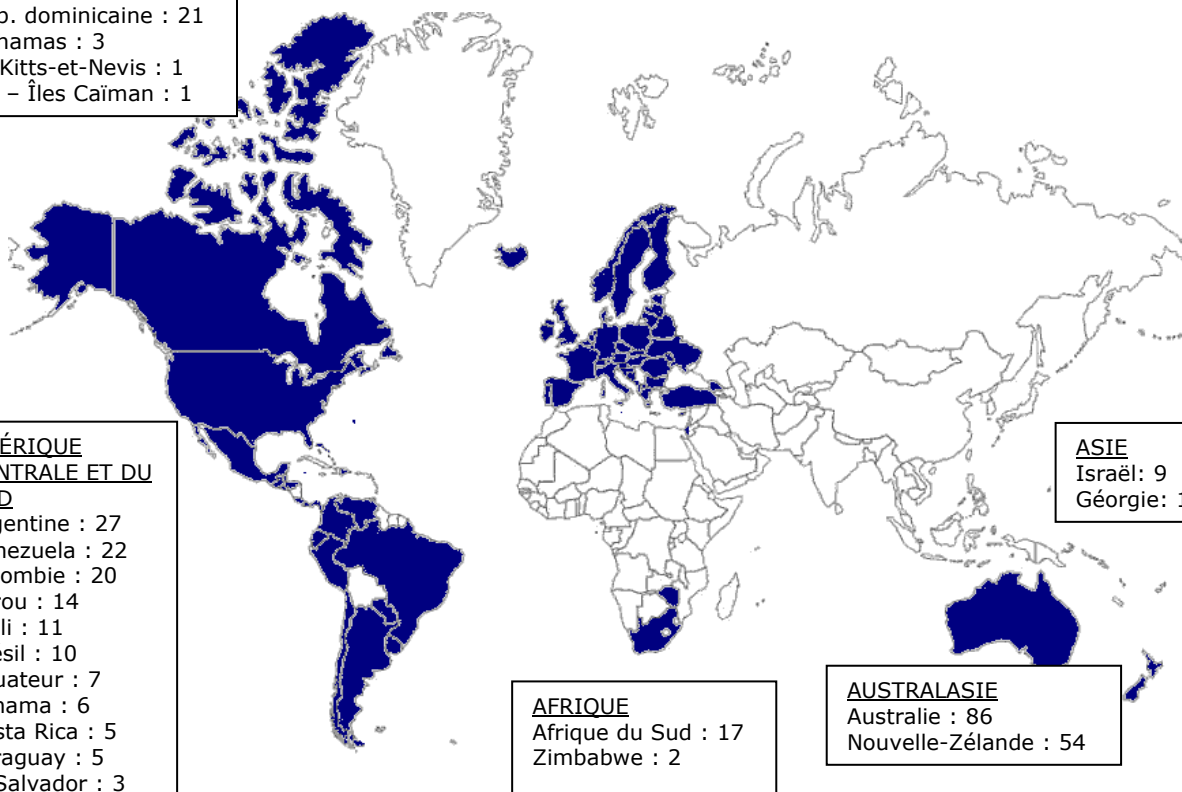 p. dominicaine : 21
hamas : 3
Kitts-et-Nevis : 1
– Îles Caïman : 1
ÉRIQUE
NTRALE ET DU
D
gentine : 27
nezuela : 22
ombie : 20
ou : 14
li : 11
ésil : 10
uateur : 7
nama : 6
sta Rica : 5
raguay : 5
Salvador : 3
AFRIQUE
Afrique du Sud : 17
Zimbabwe : 2
AUSTRALASIE
Australie : 86
Nouvelle-Zélande : 54
ASIE
Israël: 9
Géorgie: 1